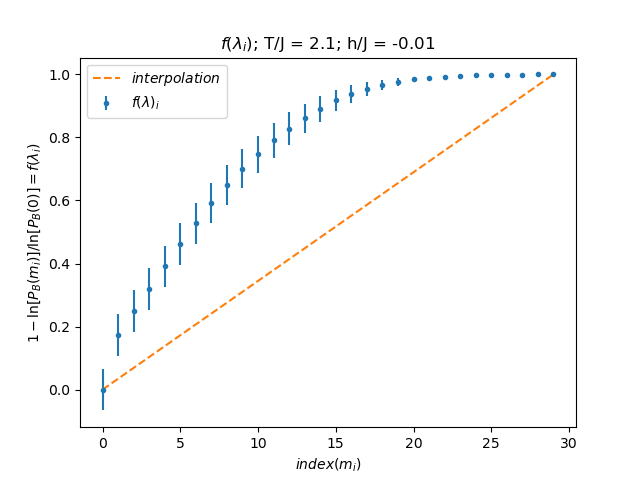 f(λᵢ); T/J = 2.1; h/J = -0.01
interpolation
f(λ)ᵢ
1 − ln[P_B(mᵢ)]/ln[P_B(0)] = f(λᵢ)
1.0
0.8
0.6
0.4
0.2
0.0
0 5 10 15 20 25 30
index(mᵢ)